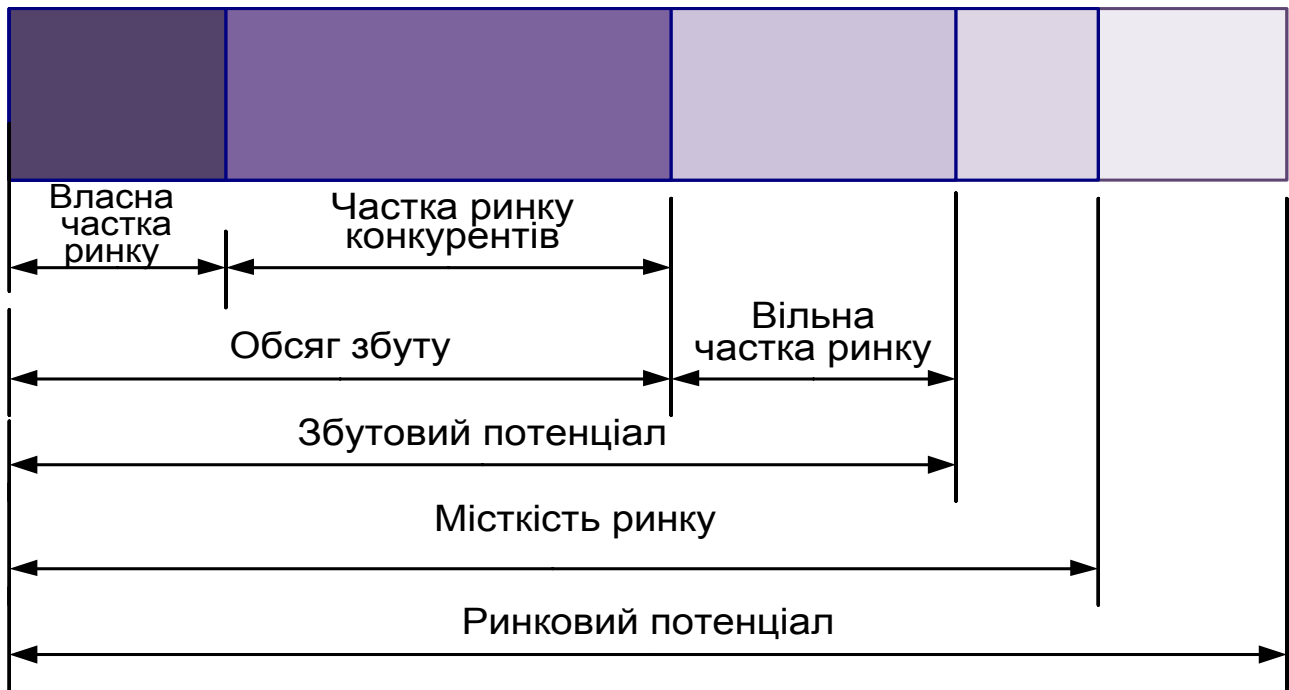 Власна
частка
ринку
Частка ринку
конкурентів
Обсяг збуту
Вільна
частка ринку
Збутовий потенціал
Місткість ринку
Ринковий потенціал